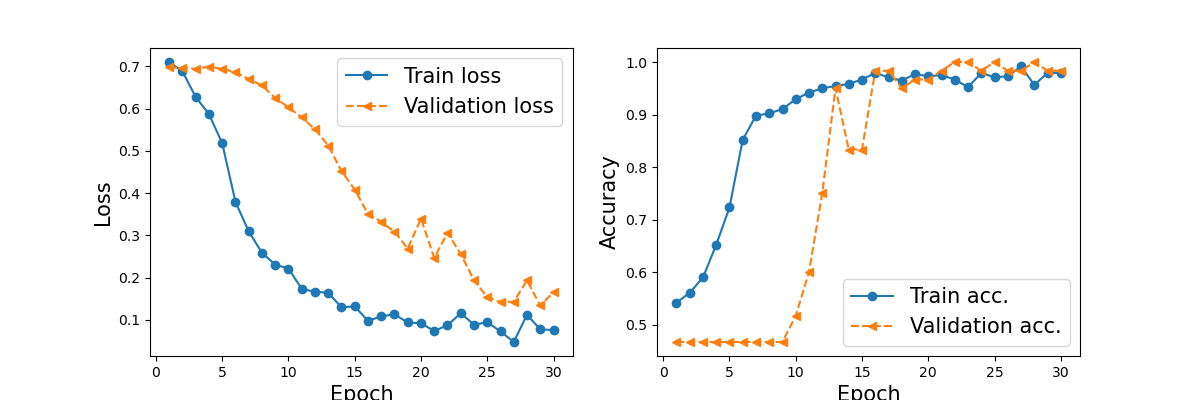 0.7
0.6
0.5
0.4
0.3
0.2
0.1
0 5 10 15 20 25 30
Loss
Epoch
Train loss
Validation loss
1.0
0.9
0.8
0.7
0.6
0.5
0 5 10 15 20 25 30
Accuracy
Epoch
Train acc.
Validation acc.